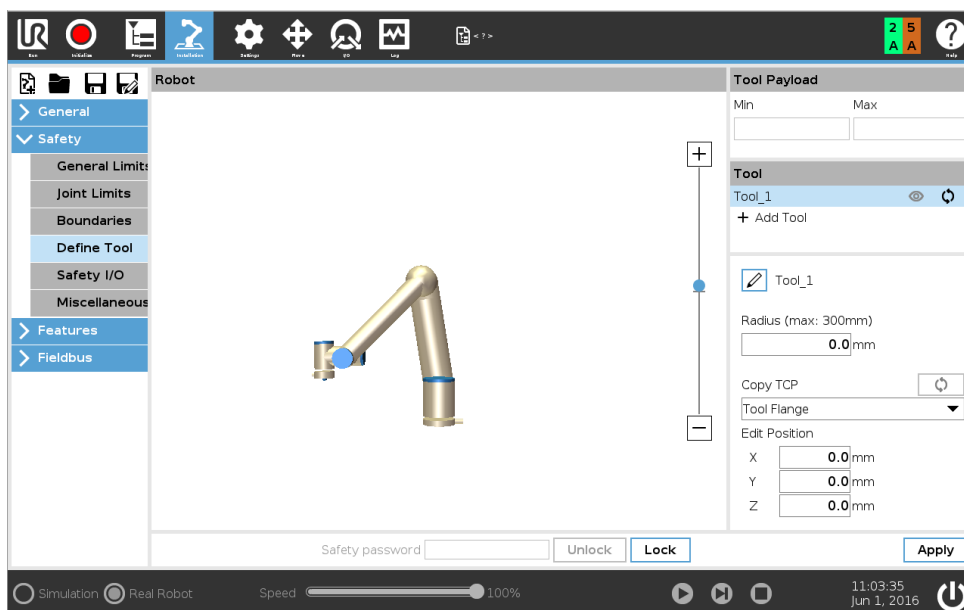 UR
Run
Initialize
Program
Installation
Settings
Move
I/O
Log
< ? >
2 5
A A
?
Help
General
Safety
General Limits
Joint Limits
Boundaries
Define Tool
Safety I/O
Miscellaneous
Features
Fieldbus
Robot
+
−
Tool Payload
Min Max
Tool
Tool_1
+ Add Tool
Tool_1
Radius (max: 300mm)
0.0 mm
Copy TCP
Tool Flange
Edit Position
X 0.0 mm
Y 0.0 mm
Z 0.0 mm
Safety password Unlock Lock Apply
Simulation Real Robot Speed 100% 11:03:35
Jun 1, 2016